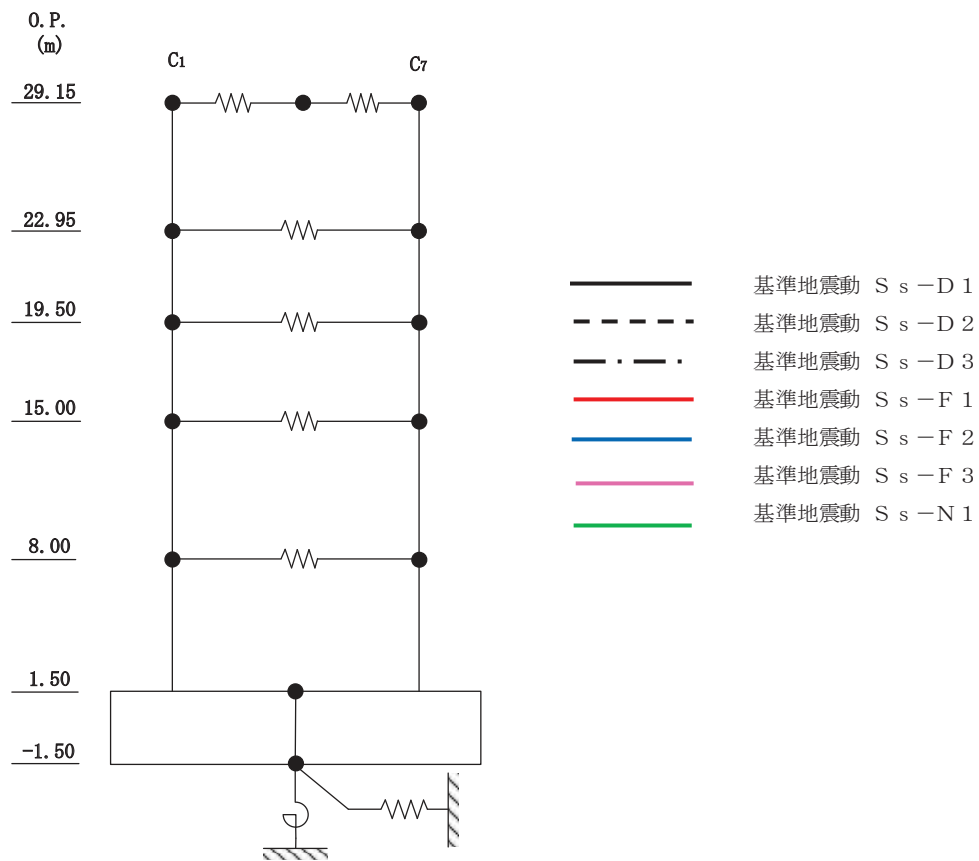 O.P.
(m)
C1
C7
29.15
22.95
19.50
15.00
8.00
1.50
-1.50
基準地震動 Ss-D1
基準地震動 Ss-D2
基準地震動 Ss-D3
基準地震動 Ss-F1
基準地震動 Ss-F2
基準地震動 Ss-F3
基準地震動 Ss-N1